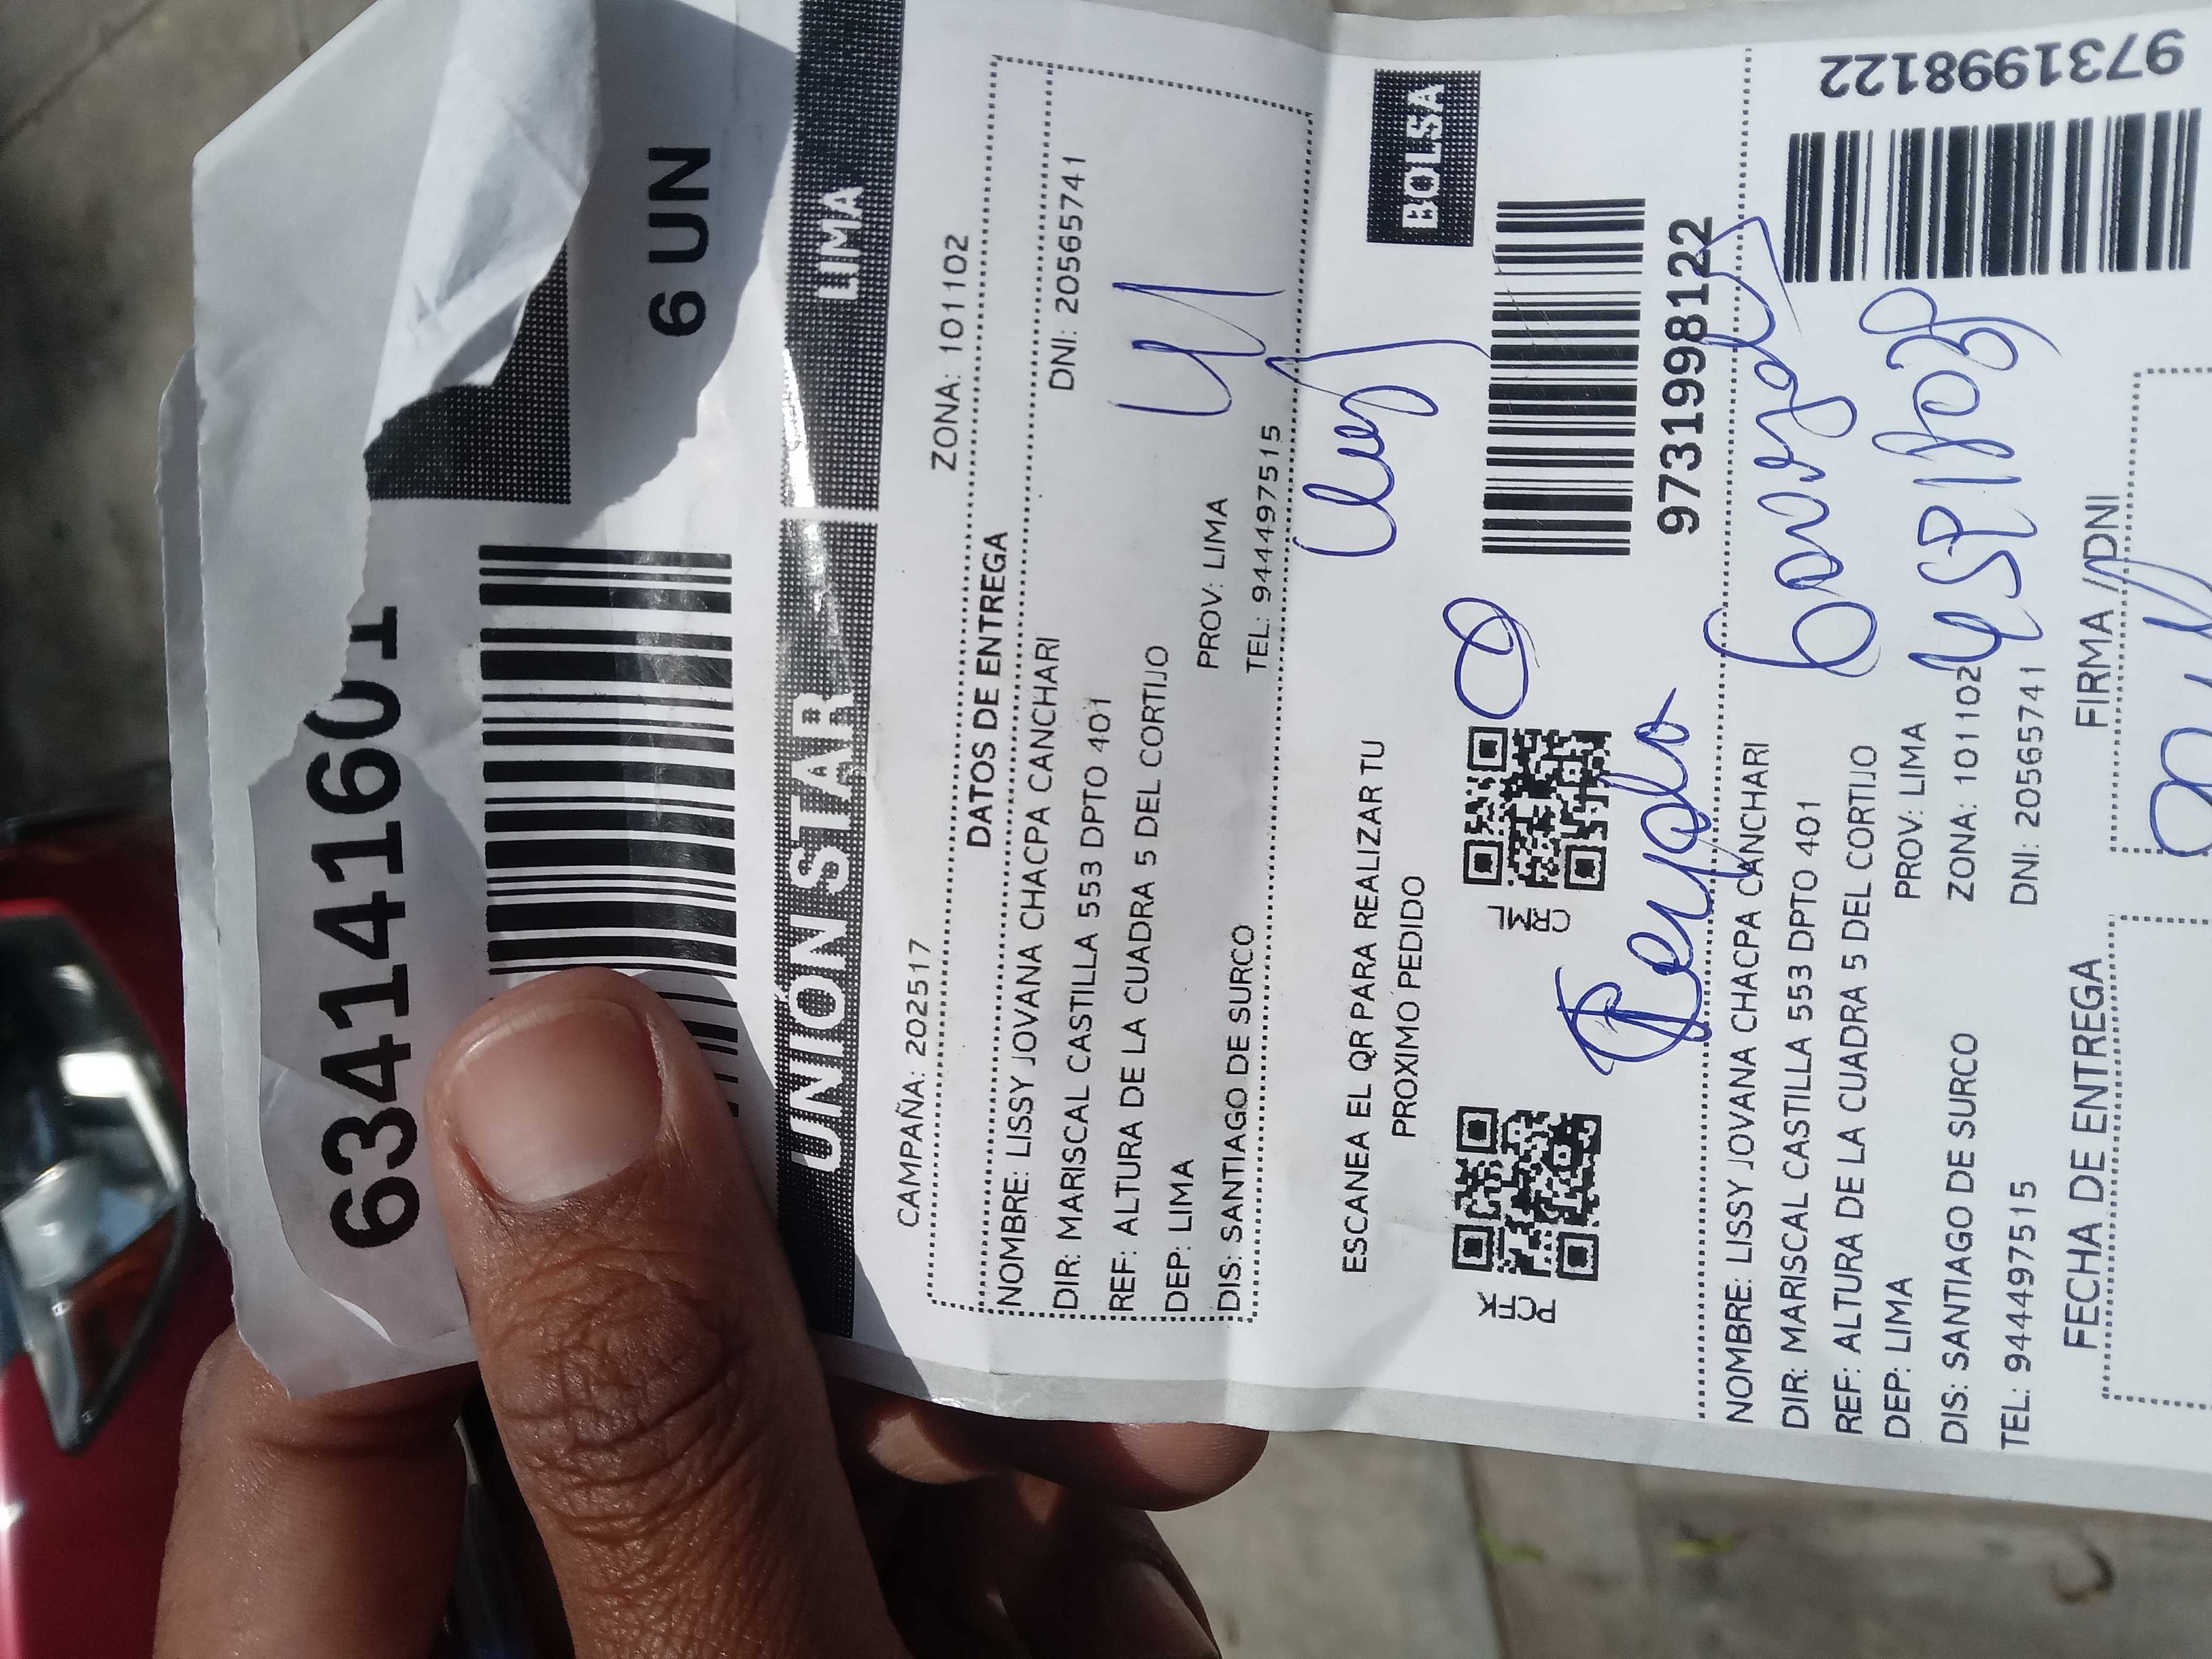 6341416601
6 UN
UNIÓN STAR
LIMA
CAMPAÑA: 202517
ZONA: 101102
DATOS DE ENTREGA
NOMBRE: LISSY JOVANA CHACPA CANCHARI
DIR: MARISCAL CASTILLA 553 DPTO 401
DNI: 20565741
REF: ALTURA DE LA CUADRA 5 DEL CORTIJO
DEP: LIMA
PROV: LIMA
DIS: SANTIAGO DE SURCO
TEL: 944497515
ESCANEA EL QR PARA REALIZAR TU
PROXIMO PEDIDO
BOLSA
PCTK
9731998122
NOMBRE: LISSY JOVANA CHACPA CANCHARI
DIR: MARISCAL CASTILLA 553 DPTO 401
REF: ALTURA DE LA CUADRA 5 DEL CORTIJO
DEP: LIMA
PROV: LIMA
DIS: SANTIAGO DE SURCO
ZONA: 101102
TEL: 944497515
DNI: 20565741
FECHA DE ENTREGA
FIRMA /DNI
9731998122